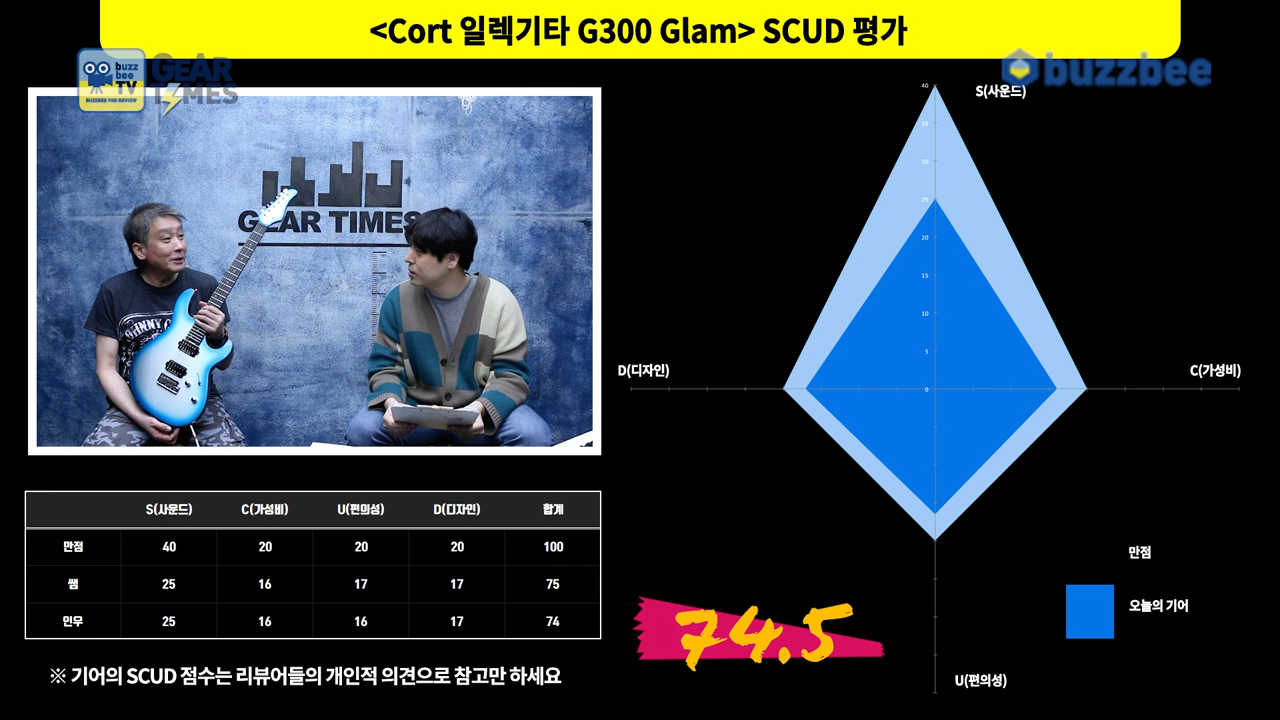 <Cort 일렉기타 G300 Glam> SCUD 평가
buzz
bee
TV
BUZZBEE YOU REVIEW
GEAR
TIMES
buzzbee
GEAR TIMES
S(사운드)
40
35
30
25
20
15
10
5
0
D(디자인)
C(가성비)
U(편의성)
만점
오늘의 기어
S(사운드) C(가성비) U(편의성) D(디자인) 합계
만점 40 20 20 20 100
쌤 25 16 17 17 75
민우 25 16 16 17 74
74.5
※ 기어의 SCUD 점수는 리뷰어들의 개인적 의견으로 참고만 하세요